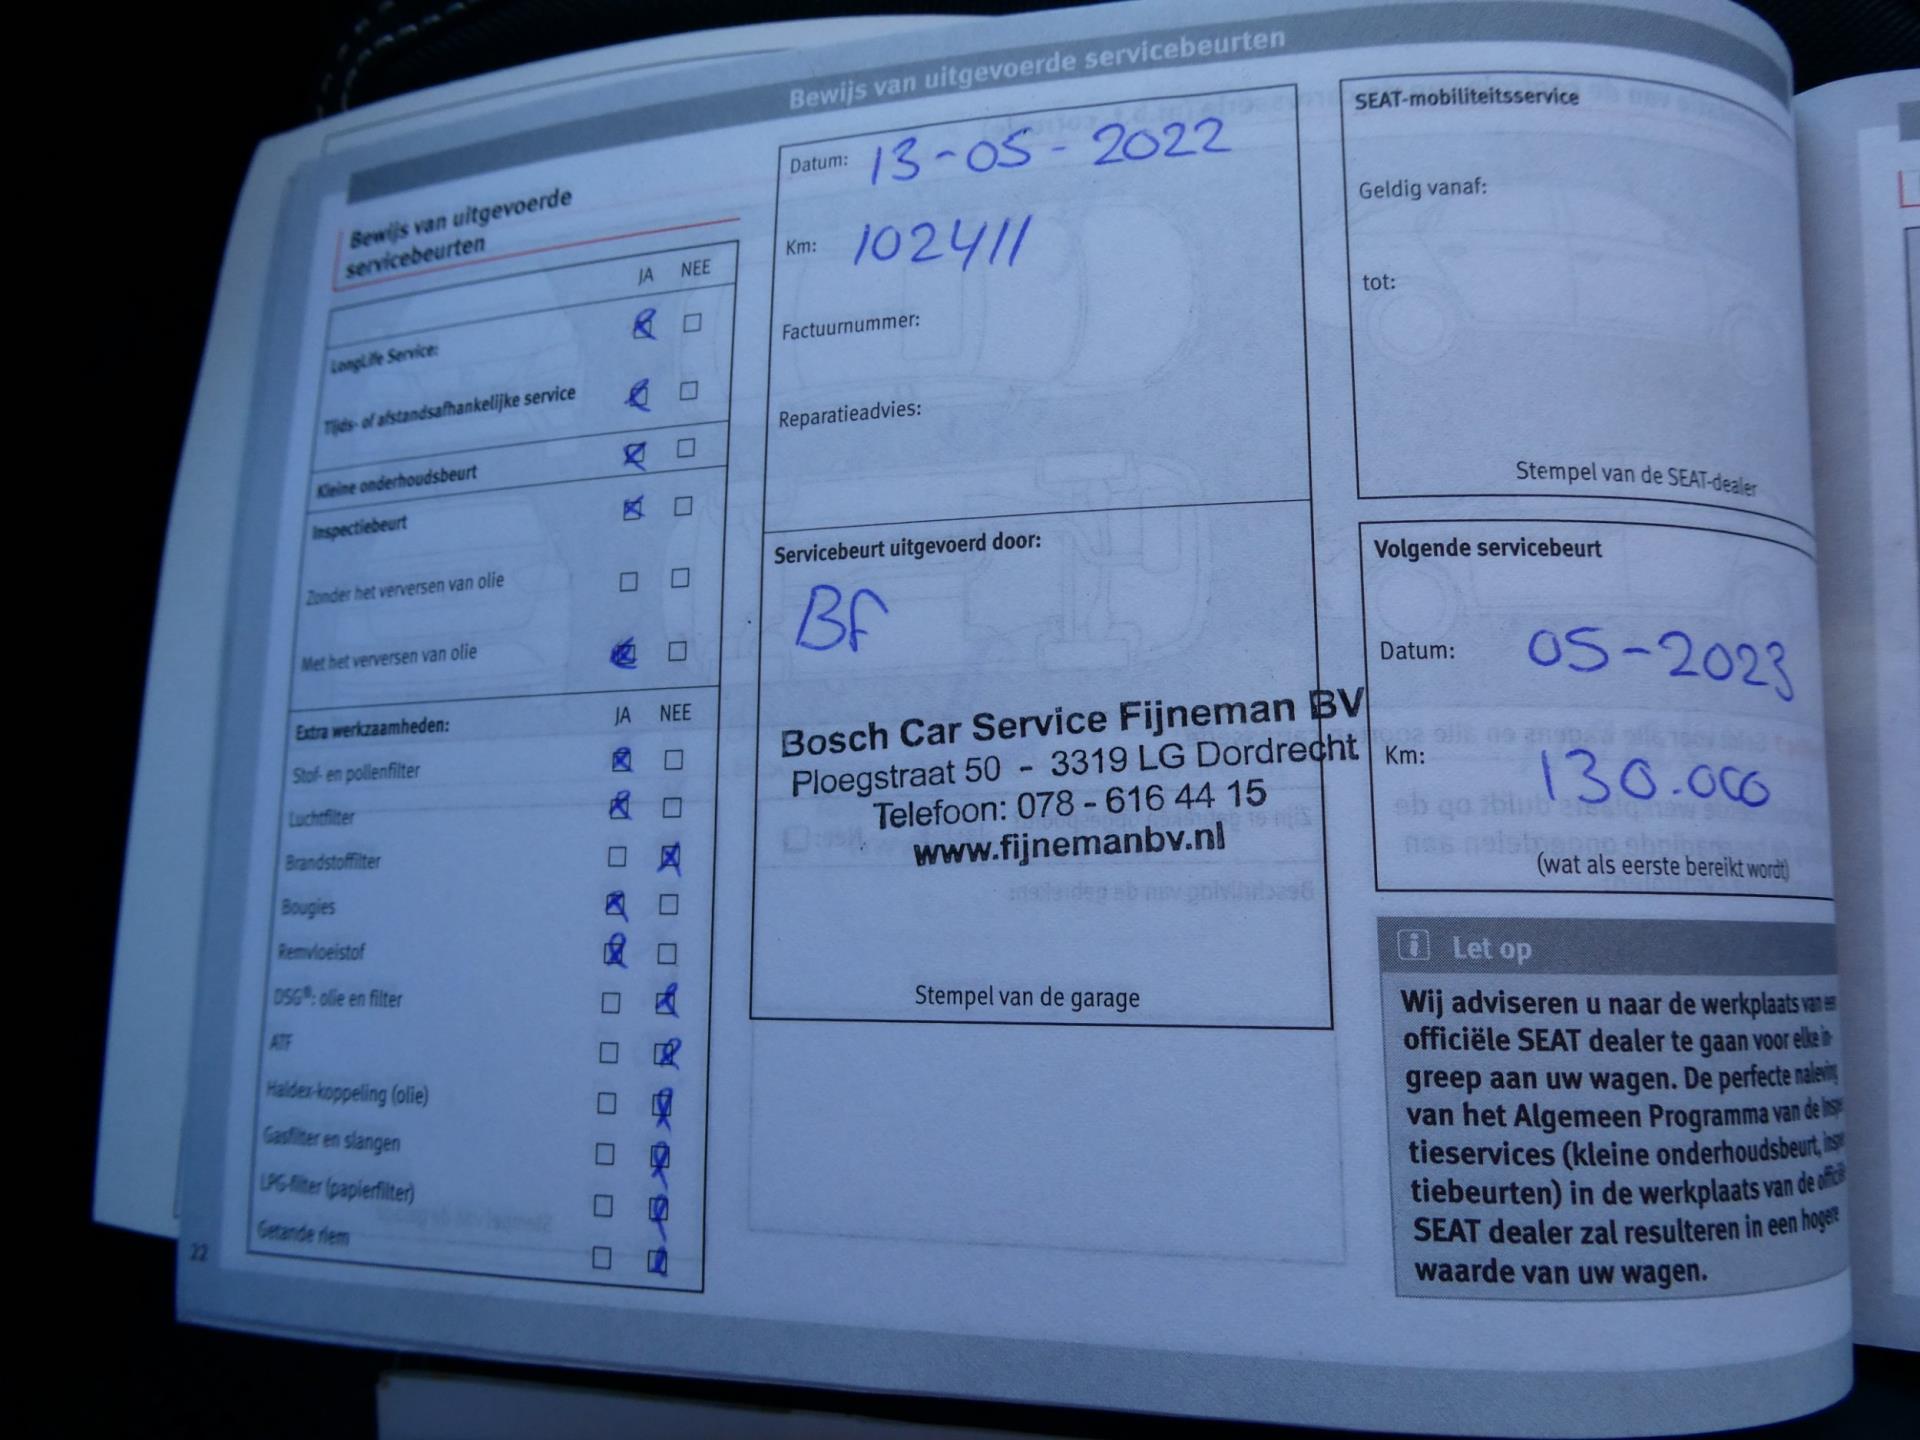 Bewijs van uitgevoerde servicebeurten
Bewijs van uitgevoerde
servicebeurten
JA NEE
LongLife Service:
Tijds- of afstandsafhankelijke service
Kleine onderhoudsbeurt
Inspectiebeurt
Zonder het verversen van olie
Met het verversen van olie
Extra werkzaamheden: JA NEE
Stof- en pollenfilter
Luchtfilter
Brandstoffilter
Bougies
Remvloeistof
DSG®: olie en filter
ATF
Haldex-koppeling (olie)
Gasfilter en slangen
LPG-filter (papierfilter)
Getande riem
22
Datum: 13-05-2022
Km: 102411
Factuurnummer:
Reparatieadvies:
Servicebeurt uitgevoerd door:
BF
Bosch Car Service Fijneman BV
Ploegstraat 50 - 3319 LG Dordrecht
Telefoon: 078 - 616 44 15
www.fijnemanbv.nl
Stempel van de garage
SEAT-mobiliteitsservice
Geldig vanaf:
tot:
Stempel van de SEAT-dealer
Volgende servicebeurt
Datum: 05-2023
Km: 130.000
(wat als eerste bereikt wordt)
i Let op
Wij adviseren u naar de werkplaats van een
officiële SEAT dealer te gaan voor elke in-
greep aan uw wagen. De perfecte naleving
van het Algemeen Programma van de Inspec-
tieservices (kleine onderhoudsbeurt, inspec-
tiebeurten) in de werkplaats van de officiële
SEAT dealer zal resulteren in een hogere
waarde van uw wagen.